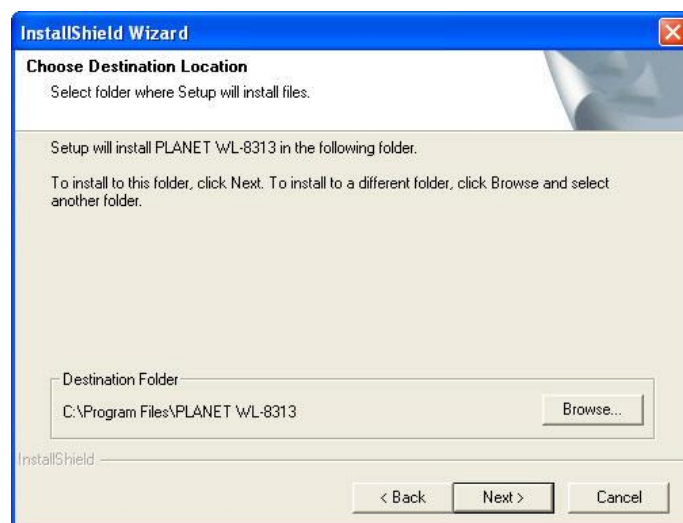 InstallShield Wizard
Choose Destination Location
Select folder where Setup will install files.
Setup will install PLANET WL-8313 in the following folder.
To install to this folder, click Next. To install to a different folder, click Browse and select
another folder.
Destination Folder
C:\Program Files\PLANET WL-8313
Browse...
InstallShield
< Back
Next >
Cancel